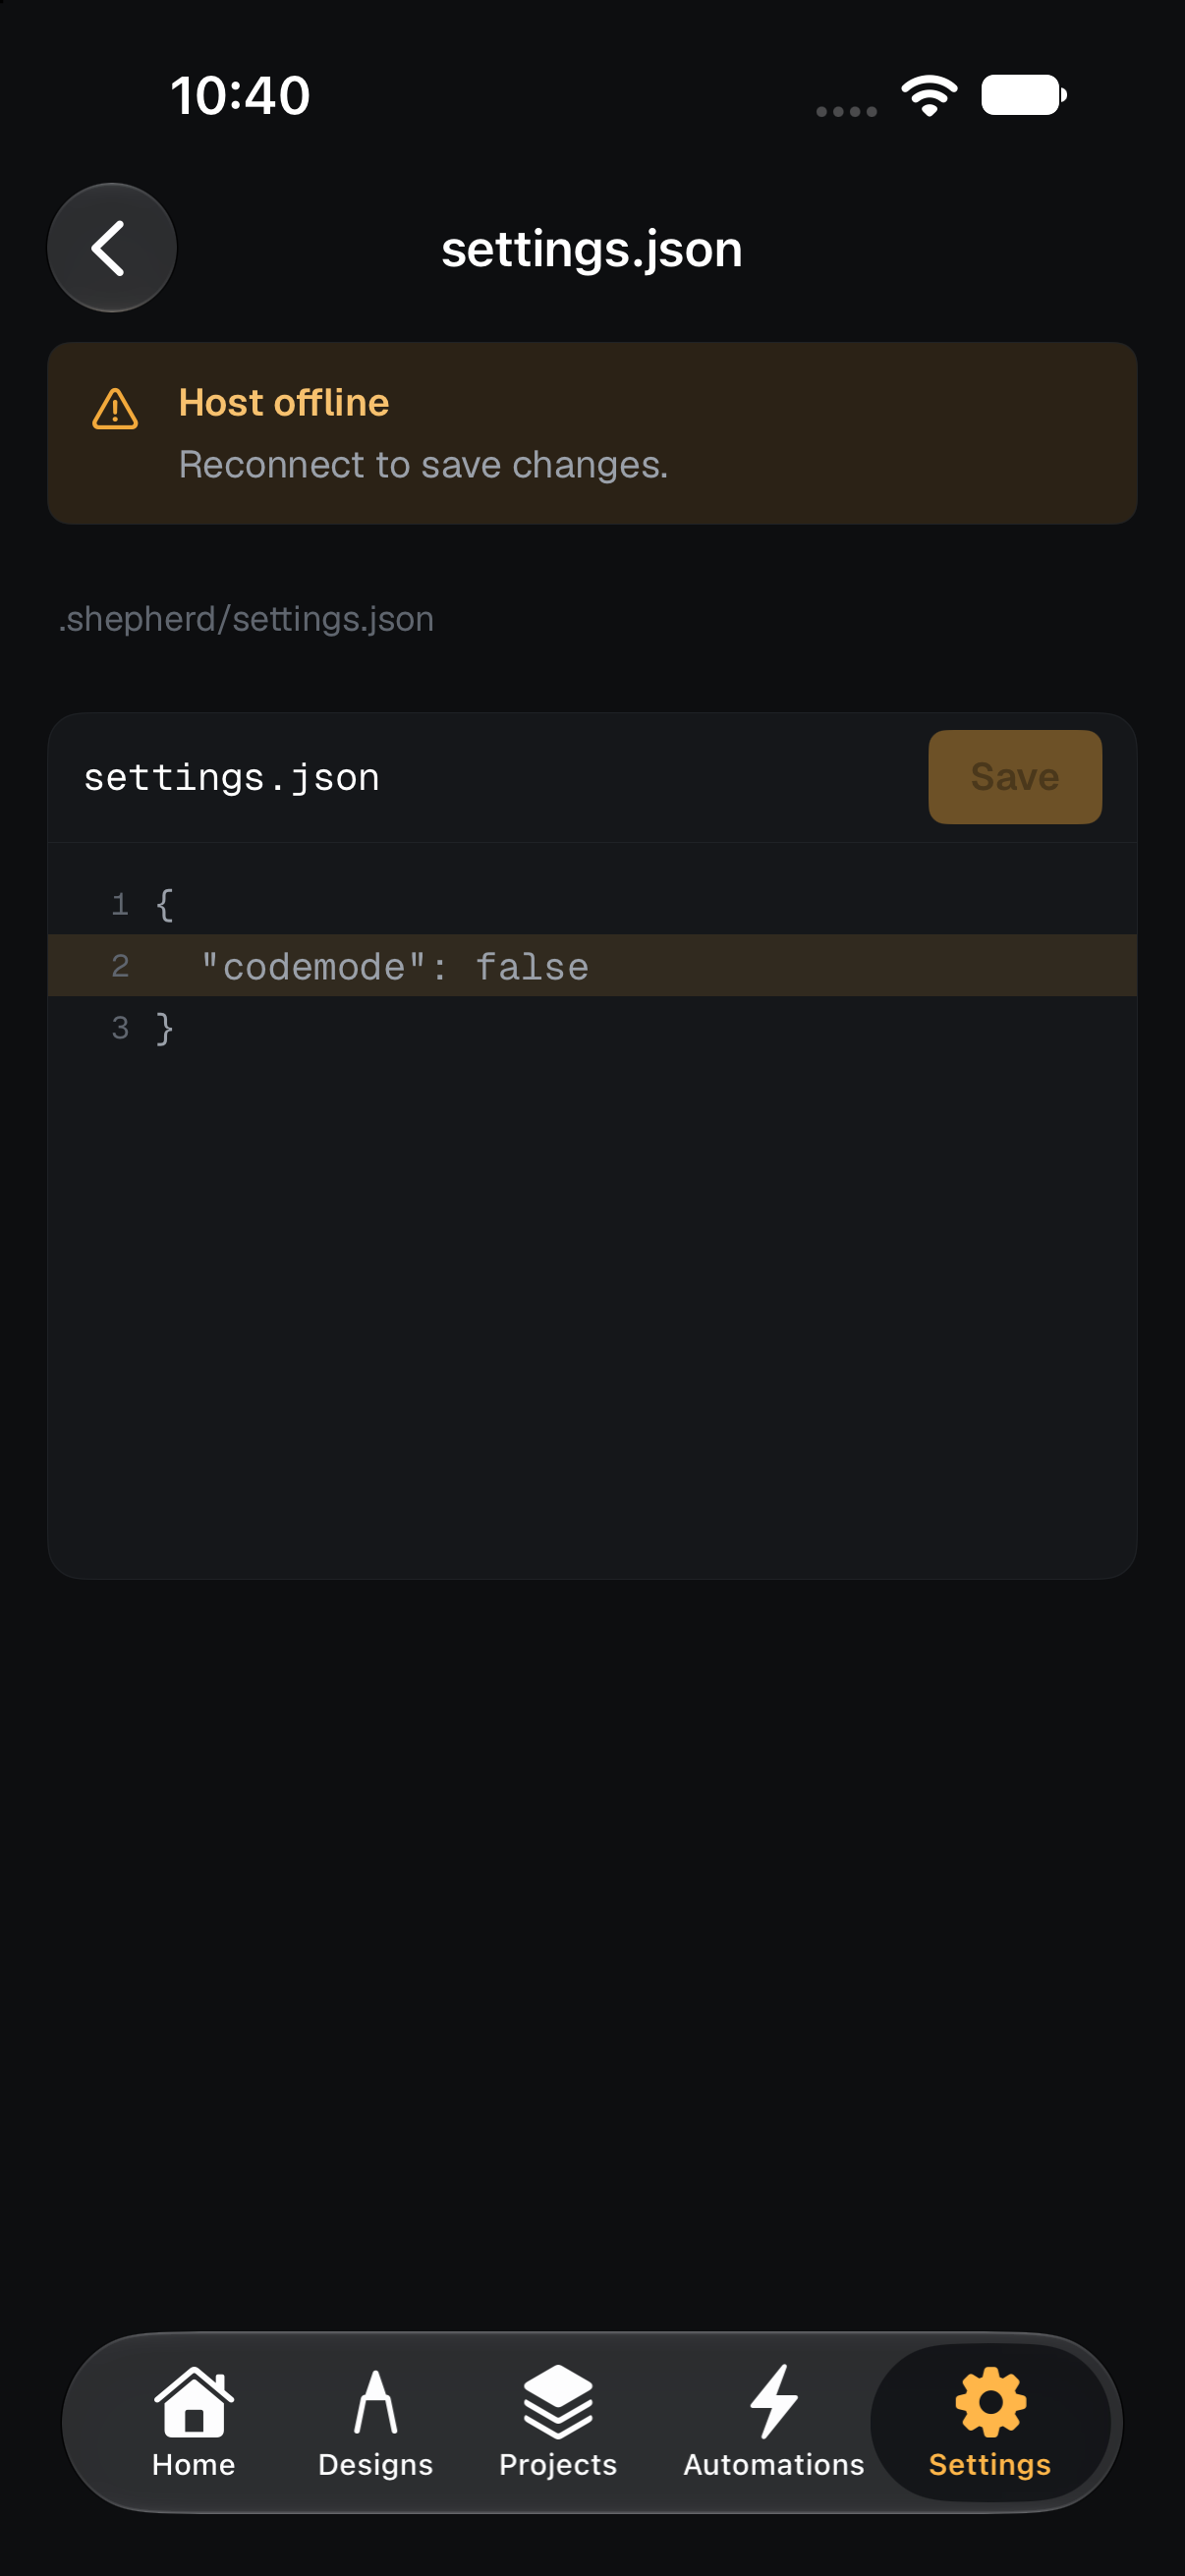 10:40
settings.json
Host offline
Reconnect to save changes.
.shepherd/settings.json
settings.json
Save
1 {
2   "codemode": false
3 }
Home
Designs
Projects
Automations
Settings